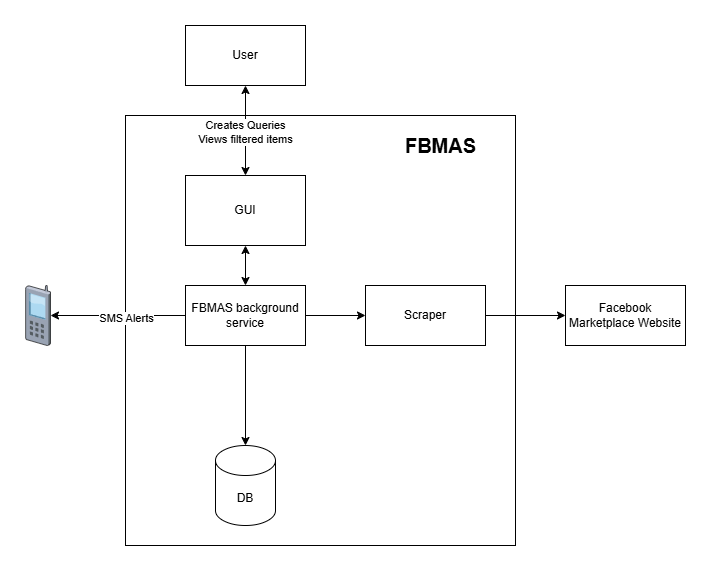 User
Creates Queries
Views filtered items
FBMAS
GUI
SMS Alerts
FBMAS background
service
Scraper
Facebook
Marketplace Website
DB